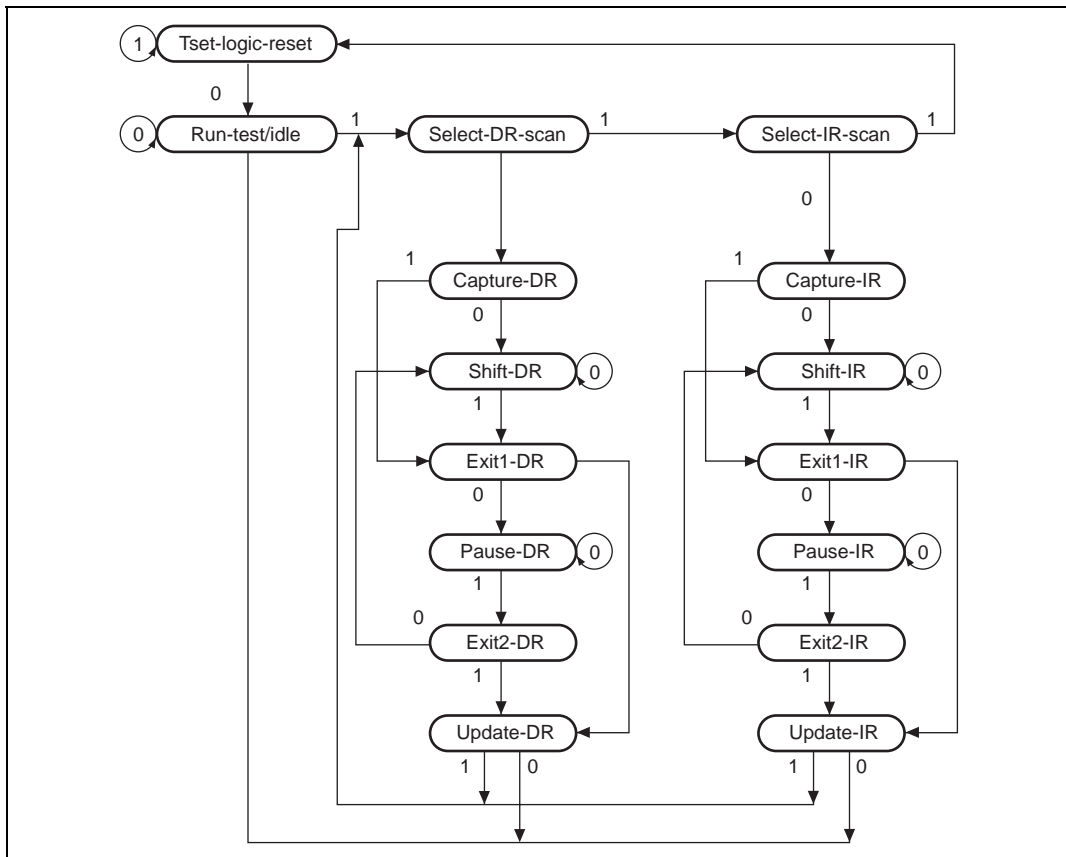 1 Tset-logic-reset
0
0 Run-test/idle 1 Select-DR-scan 1 Select-IR-scan 1
0
1 1
Capture-DR Capture-IR
0 0
Shift-DR 0 Shift-IR 0
1 1
Exit1-DR Exit1-IR
0 0
Pause-DR 0 Pause-IR 0
1 1
0 0
Exit2-DR Exit2-IR
1 1
Update-DR Update-IR
1 0 1 0